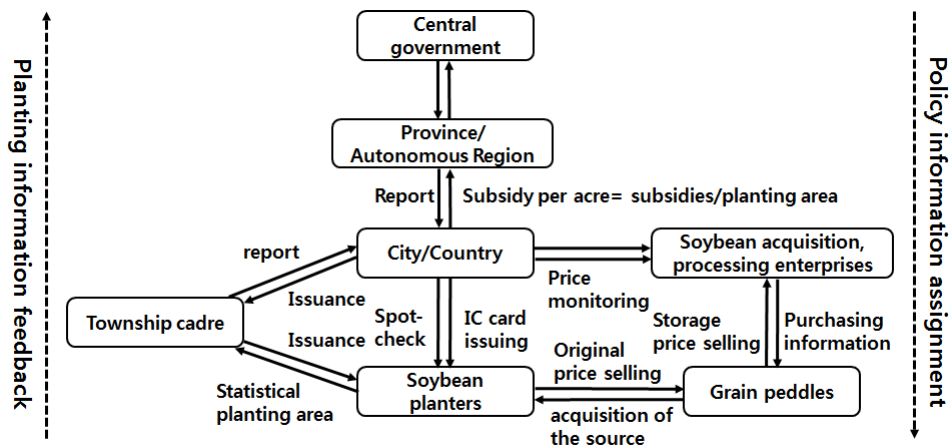 Planting information feedback
Policy information assignment
Central
government
Province/
Autonomous Region
Report
Subsidy per acre= subsidies/planting area
City/Country
Soybean acquisition,
processing enterprises
report
Issuance
Price
monitoring
Township cadre
Issuance
Spot-
check
IC card
issuing
Storage
price selling
Purchasing
information
Statistical
planting area
Soybean
planters
Original
price selling
Grain peddles
acquisition of
the source